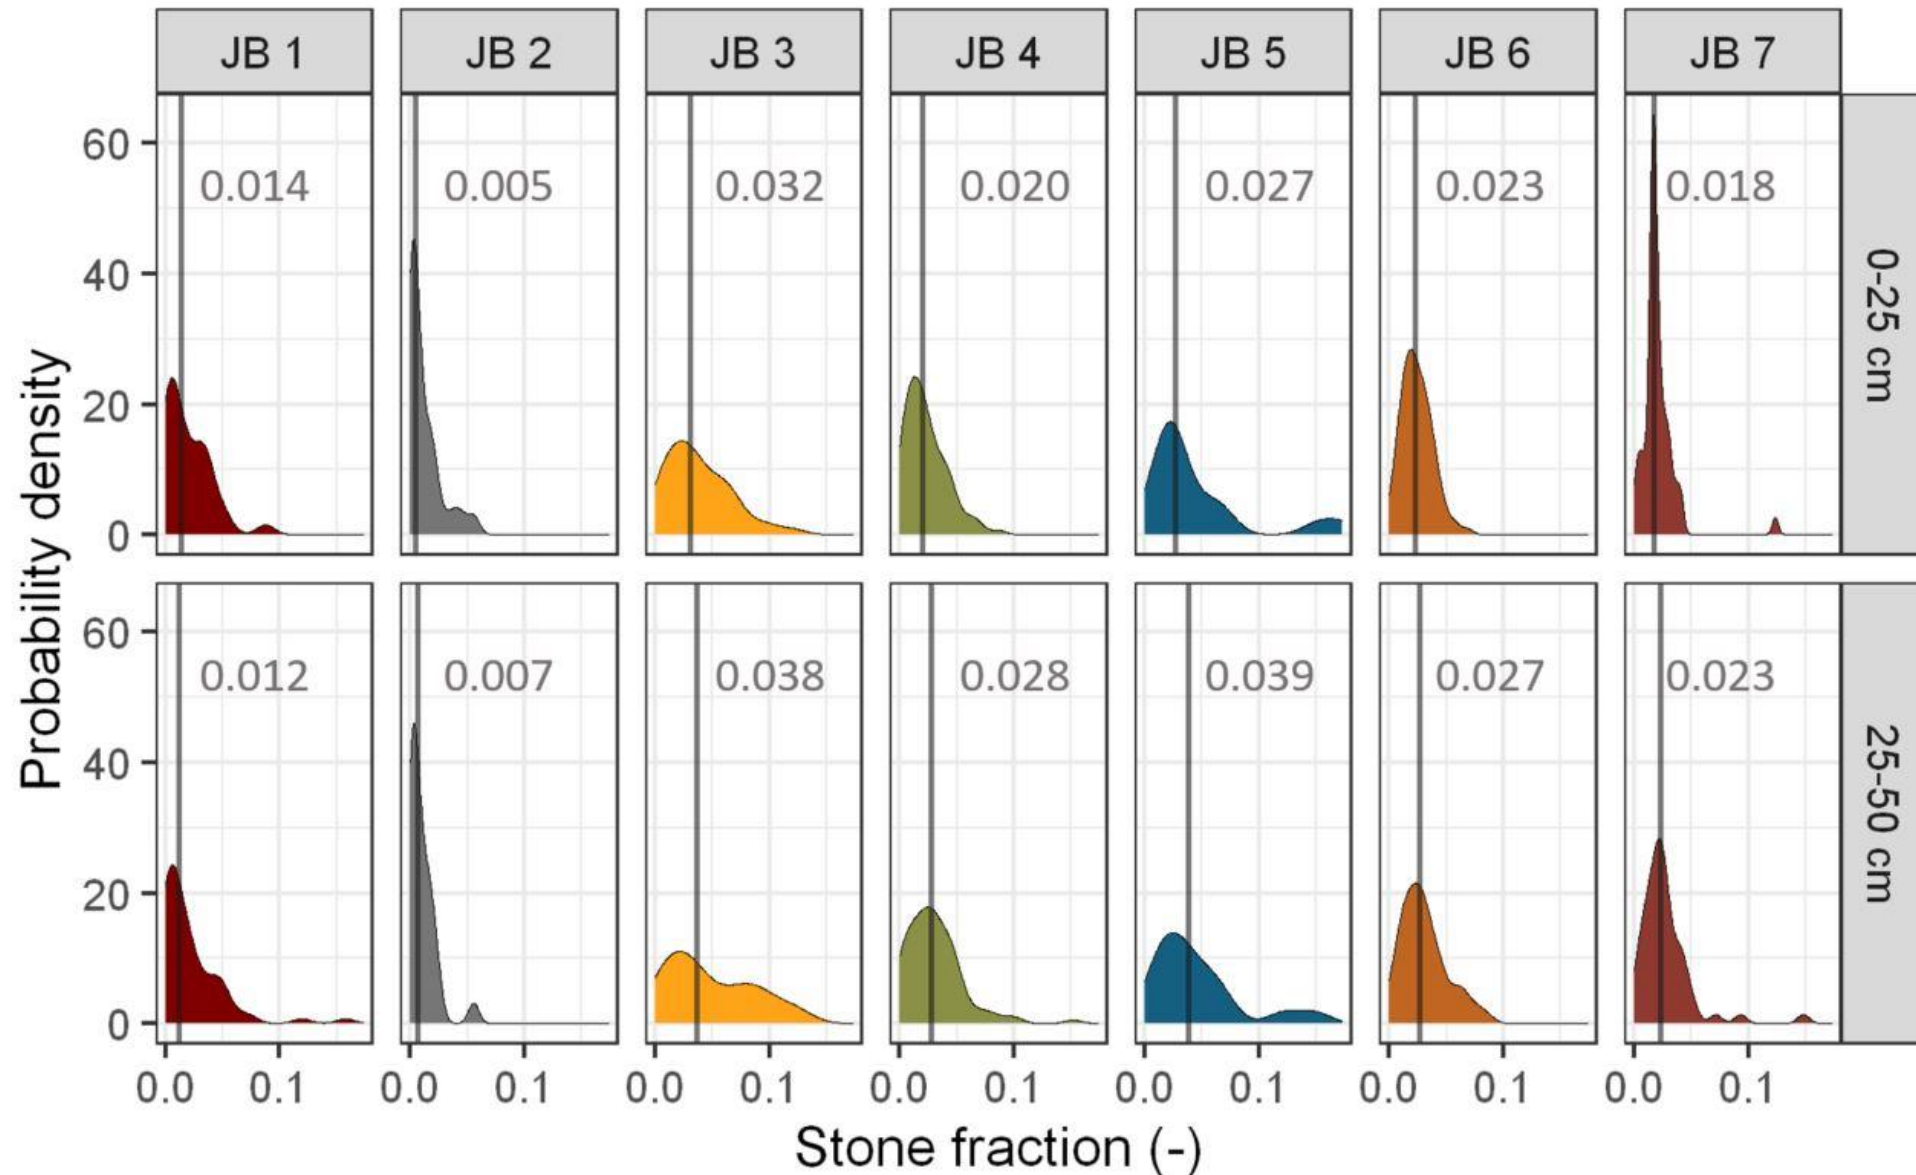 JB 1 JB 2 JB 3 JB 4 JB 5 JB 6 JB 7
60
0.014 0.005 0.032 0.020 0.027 0.023 0.018
40
20
0
0-25 cm
Probability density
60
0.012 0.007 0.038 0.028 0.039 0.027 0.023
40
20
0
25-50 cm
0.0 0.1 0.0 0.1 0.0 0.1 0.0 0.1 0.0 0.1 0.0 0.1 0.0 0.1
Stone fraction (-)